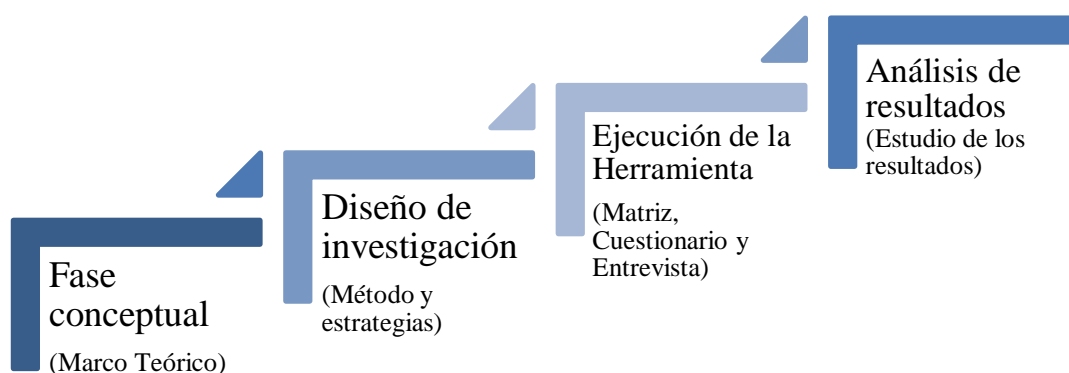 Fase
conceptual
(Marco Teórico)
Diseño de
investigación
(Método y
estrategias)
Ejecución de la
Herramienta
(Matriz,
Cuestionario y
Entrevista)
Análisis de
resultados
(Estudio de los
resultados)